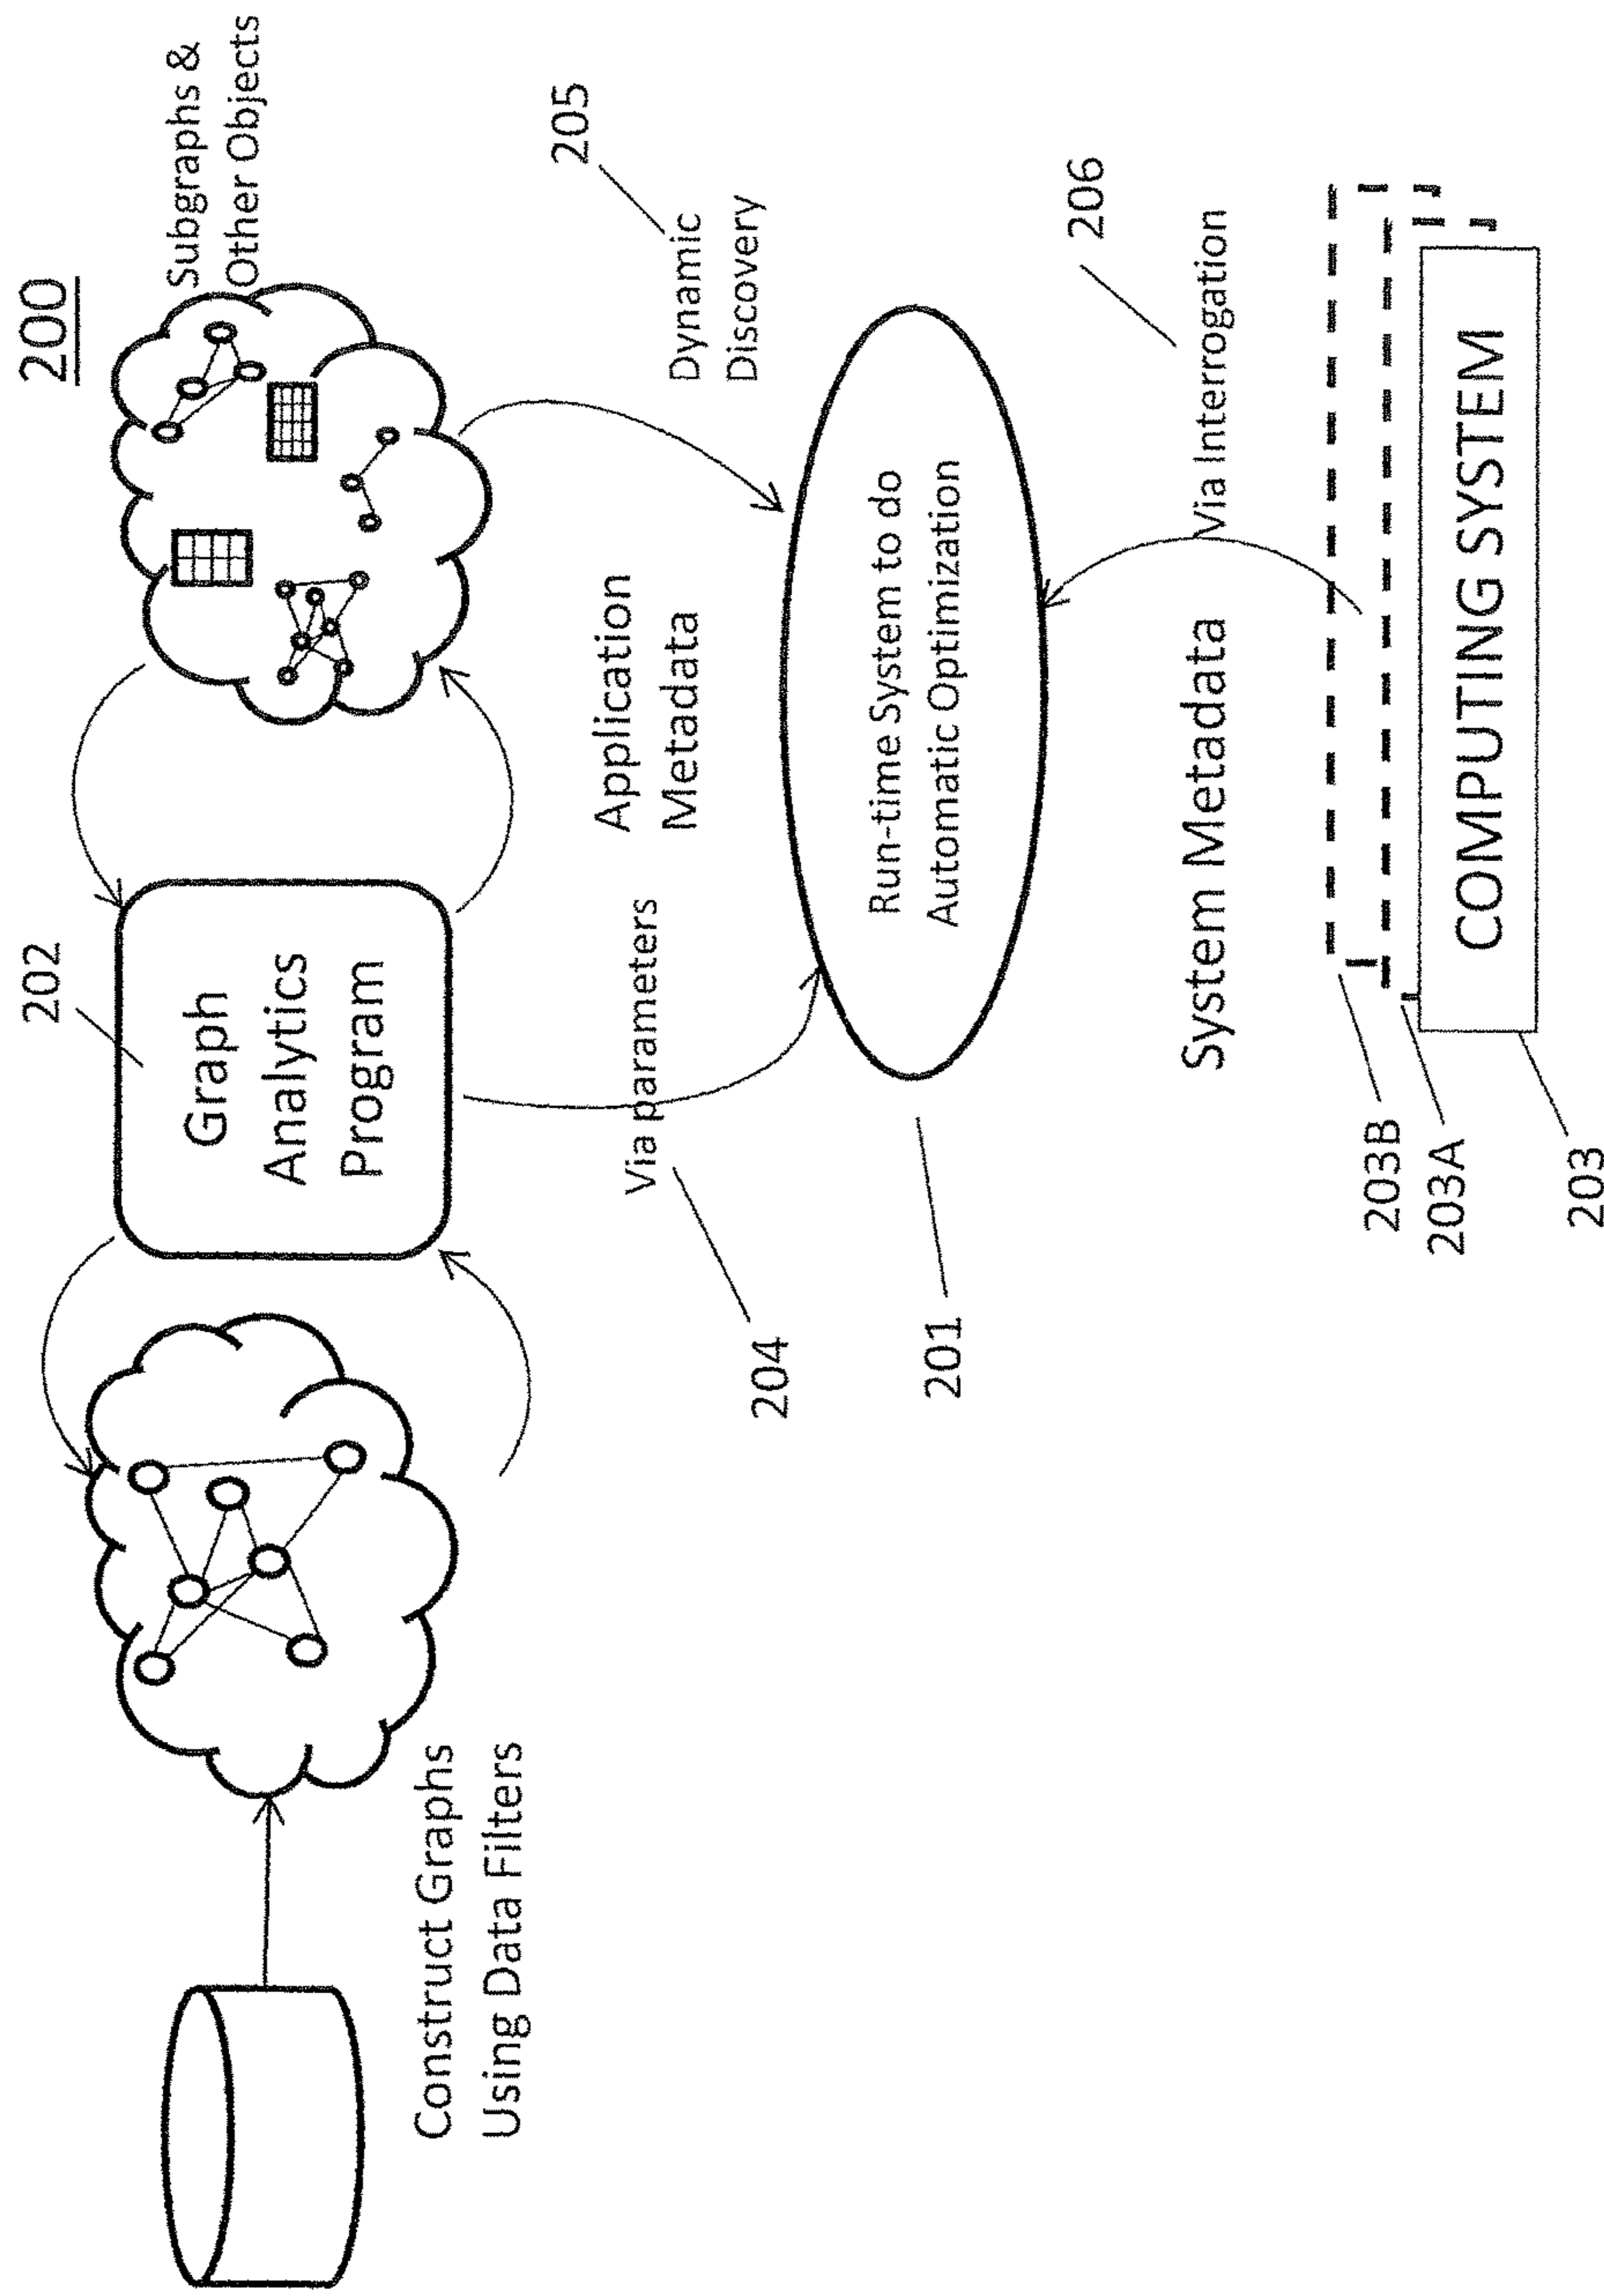 200
Subgraphs &
Other Objects
202
Graph
Analytics
Program
Construct Graphs
Using Data Filters
Via parameters
204
Application
Metadata
205
Dynamic
Discovery
Run-time System to do
Automatic Optimization
201
System Metadata
Via Interrogation
206
203B
203A
203
COMPUTING SYSTEM